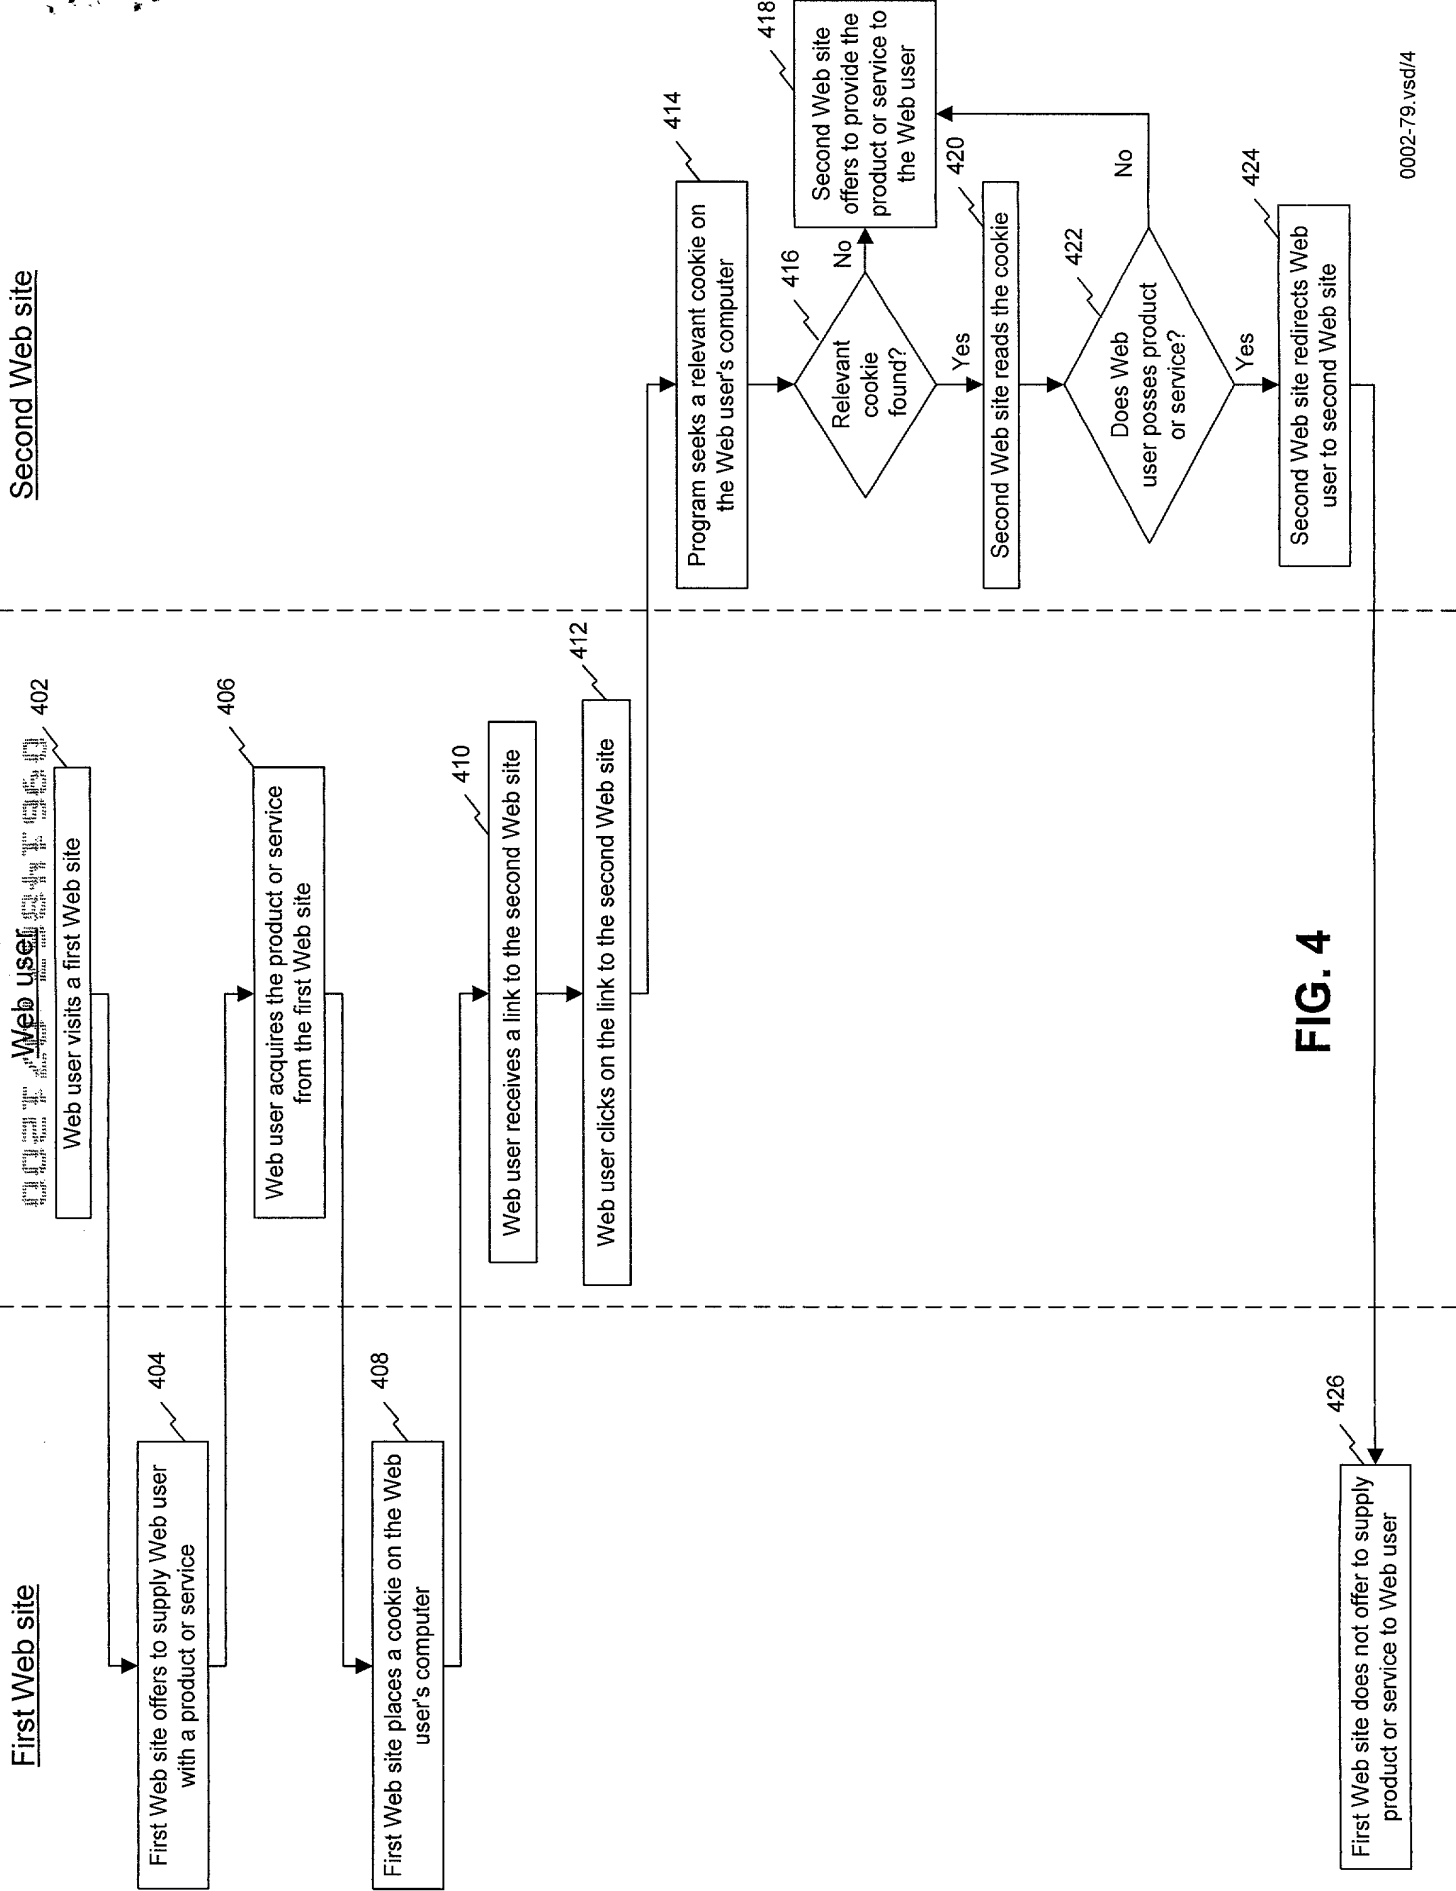 First Web site
Web user
Second Web site
Web user visits a first Web site
402
First Web site offers to supply Web user
with a product or service
404
Web user acquires the product or service
from the first Web site
406
First Web site places a cookie on the Web
user's computer
408
Web user receives a link to the second Web site
410
Web user clicks on the link to the second Web site
412
Program seeks a relevant cookie on
the Web user's computer
414
Relevant
cookie
found?
416
No
Yes
Second Web site
offers to provide the
product or service to
the Web user
418
Second Web site reads the cookie
420
Does Web
user posses product
or service?
422
No
Yes
Second Web site redirects Web
user to second Web site
424
First Web site does not offer to supply
product or service to Web user
426
FIG. 4
0002-79.vsd/4